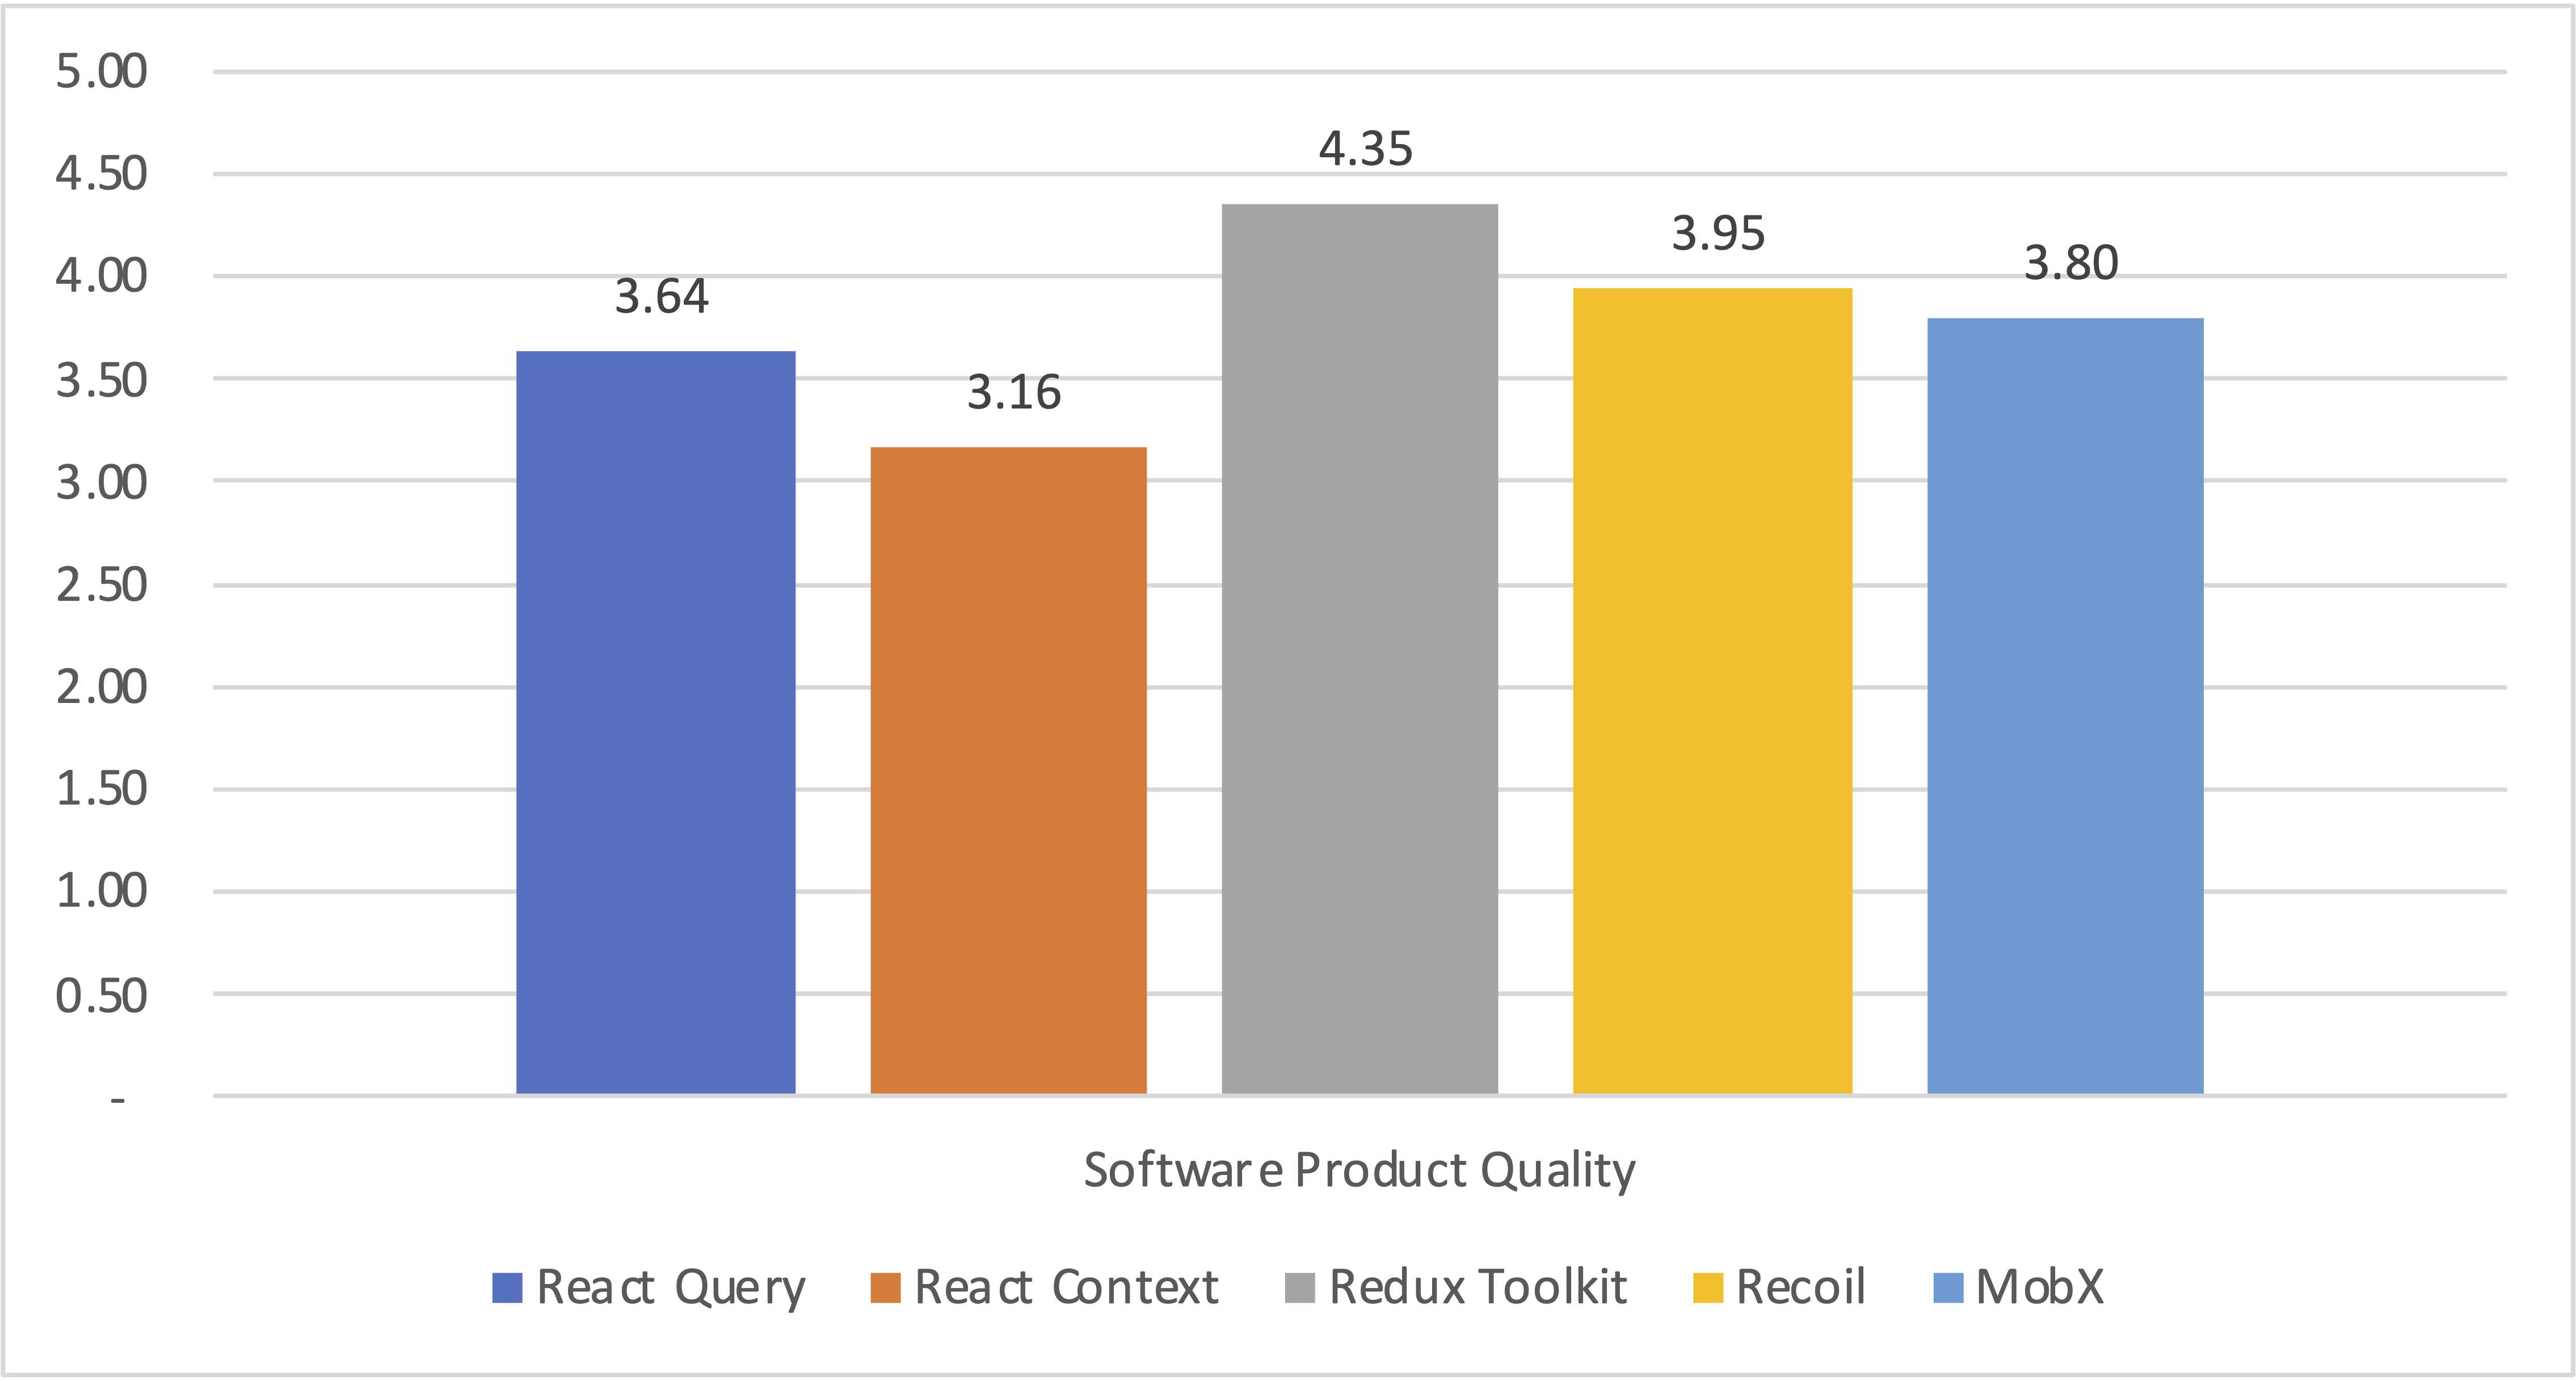 5.00
4.50
4.00
3.50
3.00
2.50
2.00
1.50
1.00
0.50
-
3.64
3.16
4.35
3.95
3.80
Software Product Quality
React Query
React Context
Redux Toolkit
Recoil
MobX